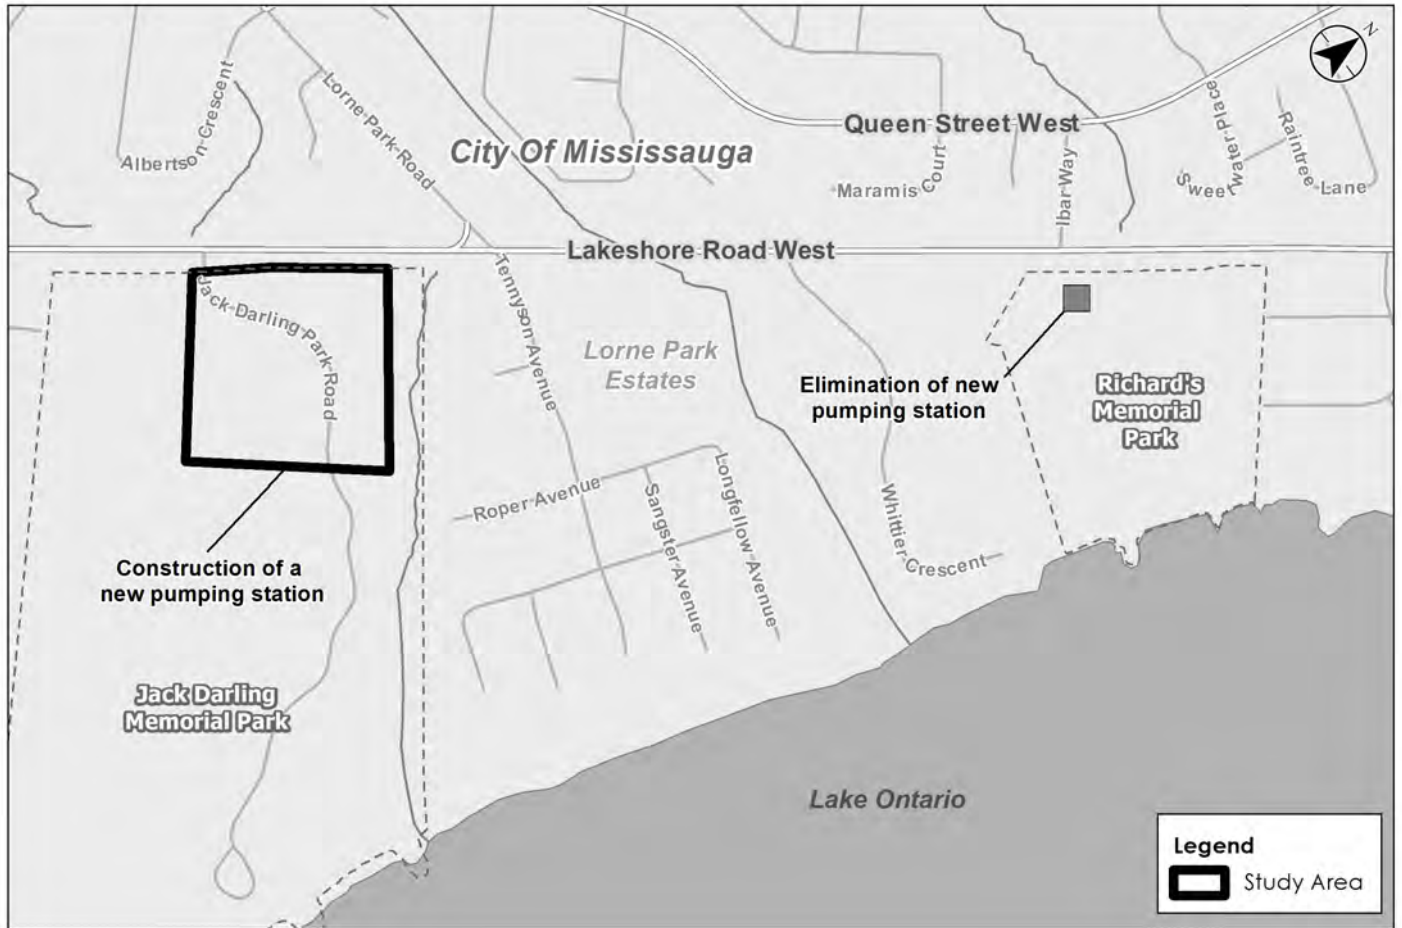 N
Queen Street West
City Of Mississauga
Albertson Crescent
Lorne Park Road
Maramis Court
Ibar Way
Sweetwater Place
Raintree Lane
Lakeshore Road West
Jack Darling Park Road
Tennyson Avenue
Lorne Park
Estates
Elimination of new
pumping station
Richard's
Memorial
Park
Roper Avenue
Sangster Avenue
Longfellow Avenue
Whittier Crescent
Construction of a
new pumping station
Jack Darling
Memorial Park
Lake Ontario
Legend
Study Area